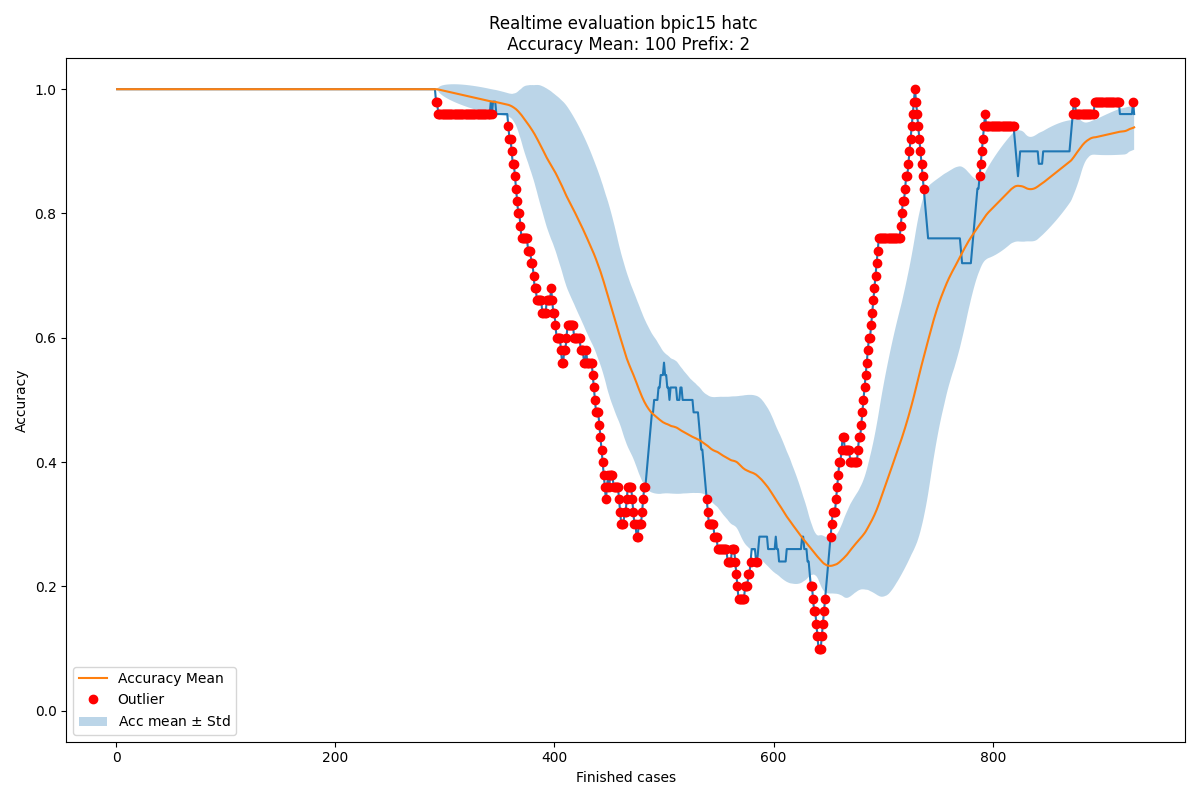 Realtime evaluation bpic15 hatc
Accuracy Mean: 100 Prefix: 2
Accuracy
1.0
0.8
0.6
0.4
0.2
0.0
Accuracy Mean
Outlier
Acc mean ± Std
0 200 400 600 800
Finished cases